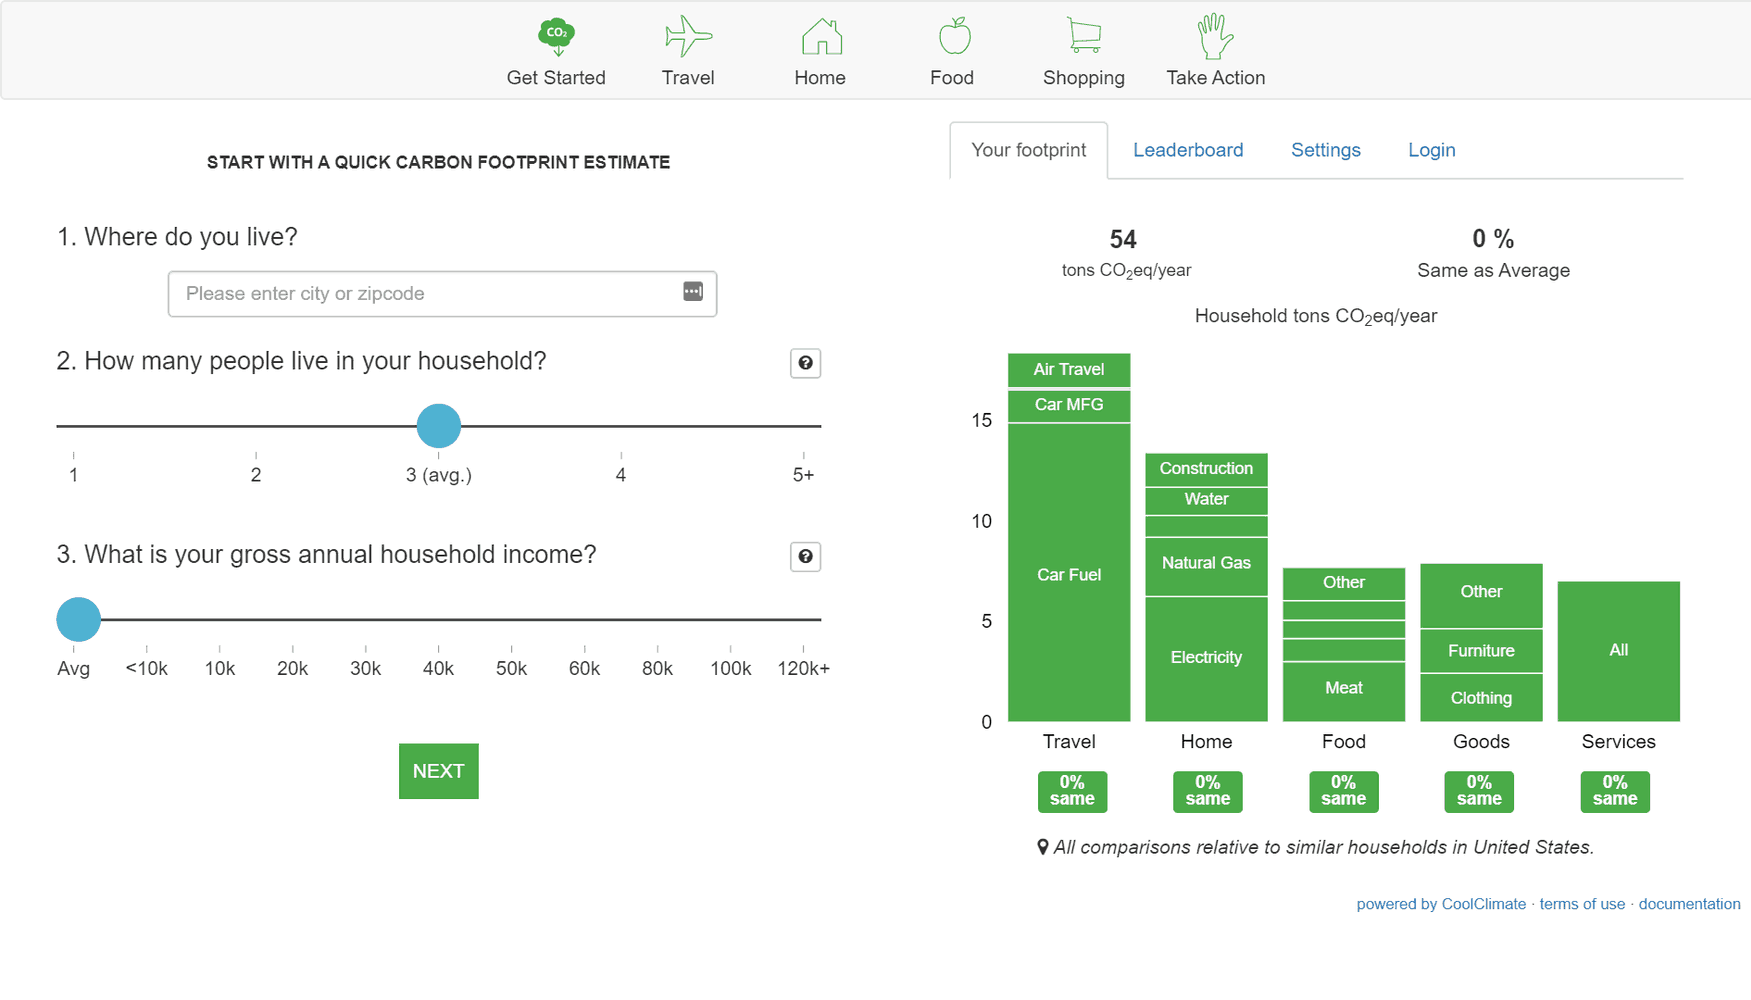 CO₂
Get Started
Travel
Home
Food
Shopping
Take Action
START WITH A QUICK CARBON FOOTPRINT ESTIMATE
1. Where do you live?
Please enter city or zipcode
2. How many people live in your household?
1 2 3 (avg.) 4 5+
3. What is your gross annual household income?
Avg <10k 10k 20k 30k 40k 50k 60k 80k 100k 120k+
NEXT
Your footprint Leaderboard Settings Login
54
tons CO₂eq/year
0 %
Same as Average
Household tons CO₂eq/year
15
10
5
0
Air Travel
Car MFG
Car Fuel
Construction
Water
Natural Gas
Electricity
Other
Meat
Other
Furniture
Clothing
All
Travel Home Food Goods Services
0% same
0% same
0% same
0% same
0% same
All comparisons relative to similar households in United States.
powered by CoolClimate · terms of use · documentation